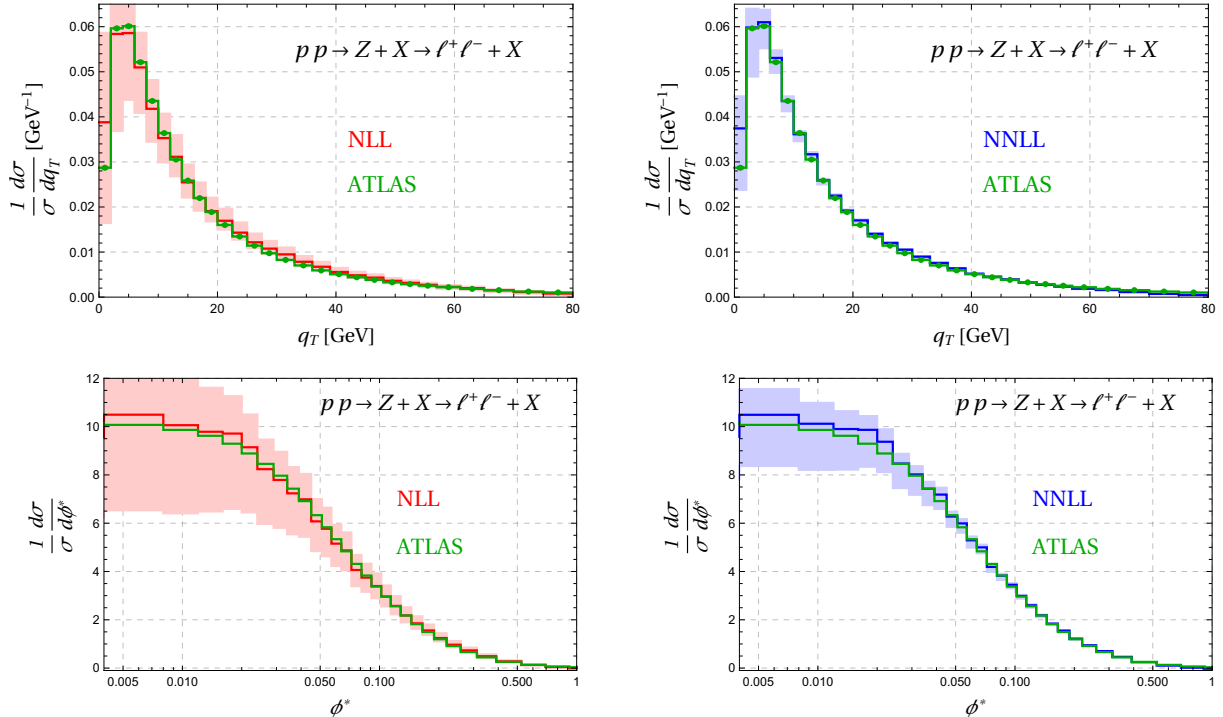 p p → Z + X → ℓ⁺ ℓ⁻ + X
NLL
ATLAS
1/σ dσ/dq_T [GeV⁻¹]
0.06
0.05
0.04
0.03
0.02
0.01
0.00
0 20 40 60 80
q_T [GeV]
p p → Z + X → ℓ⁺ ℓ⁻ + X
NNLL
ATLAS
1/σ dσ/dq_T [GeV⁻¹]
0.06
0.05
0.04
0.03
0.02
0.01
0.00
0 20 40 60 80
q_T [GeV]
p p → Z + X → ℓ⁺ ℓ⁻ + X
NLL
ATLAS
1/σ dσ/dϕ*
12
10
8
6
4
2
0
0.005 0.010 0.050 0.100 0.500 1
ϕ*
p p → Z + X → ℓ⁺ ℓ⁻ + X
NNLL
ATLAS
1/σ dσ/dϕ*
12
10
8
6
4
2
0
0.005 0.010 0.050 0.100 0.500 1
ϕ*